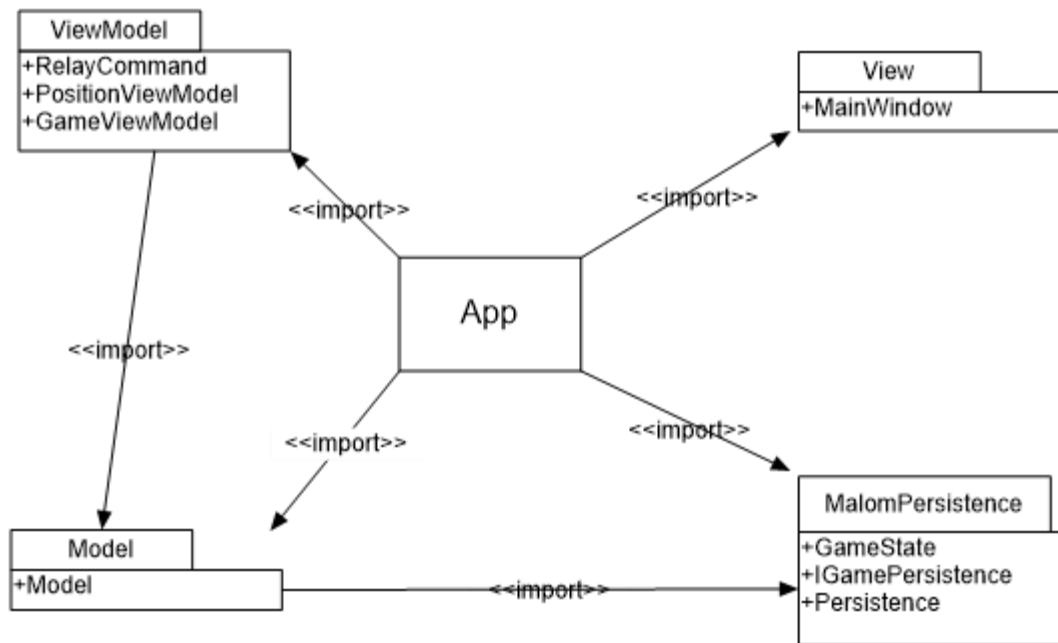 ViewModel
+RelayCommand
+PositionViewModel
+GameViewModel
View
+MainWindow
<<import>>
<<import>>
App
<<import>>
<<import>>
<<import>>
Model
+Model
<<import>>
MalomPersistence
+GameState
+IGamePersistence
+Persistence